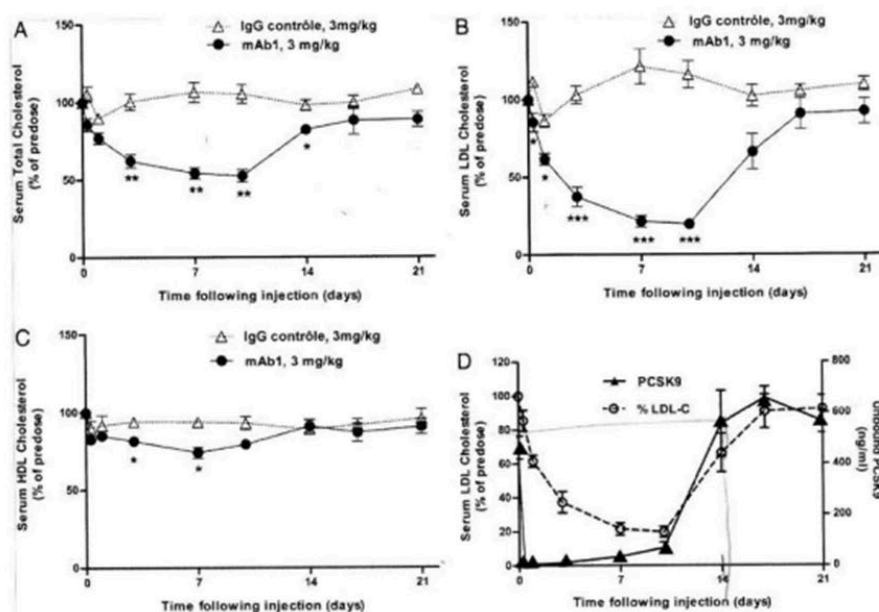 A
IgG contrôle, 3mg/kg
mAb1, 3 mg/kg
150
100
50
0
Serum Total Cholesterol
(% of predose)
**
**
**
*
0
7
14
21
Time following injection (days)
B
IgG contrôle, 3mg/kg
mAb1, 3 mg/kg
150
100
50
0
Serum LDL Cholesterol
(% of predose)
*
*
***
***
***
0
7
14
21
Time following injection (days)
C
IgG contrôle, 3mg/kg
mAb1, 3 mg/kg
150
100
50
0
Serum HDL Cholesterol
(% of predose)
*
*
0
7
14
21
Time following injection (days)
D
PCSK9
% LDL-C
120
100
80
60
40
20
0
Serum LDL Cholesterol
(% of predose)
800
600
400
200
0
Unbound PCSK9
(ng/ml)
0
7
14
21
Time following injection (days)